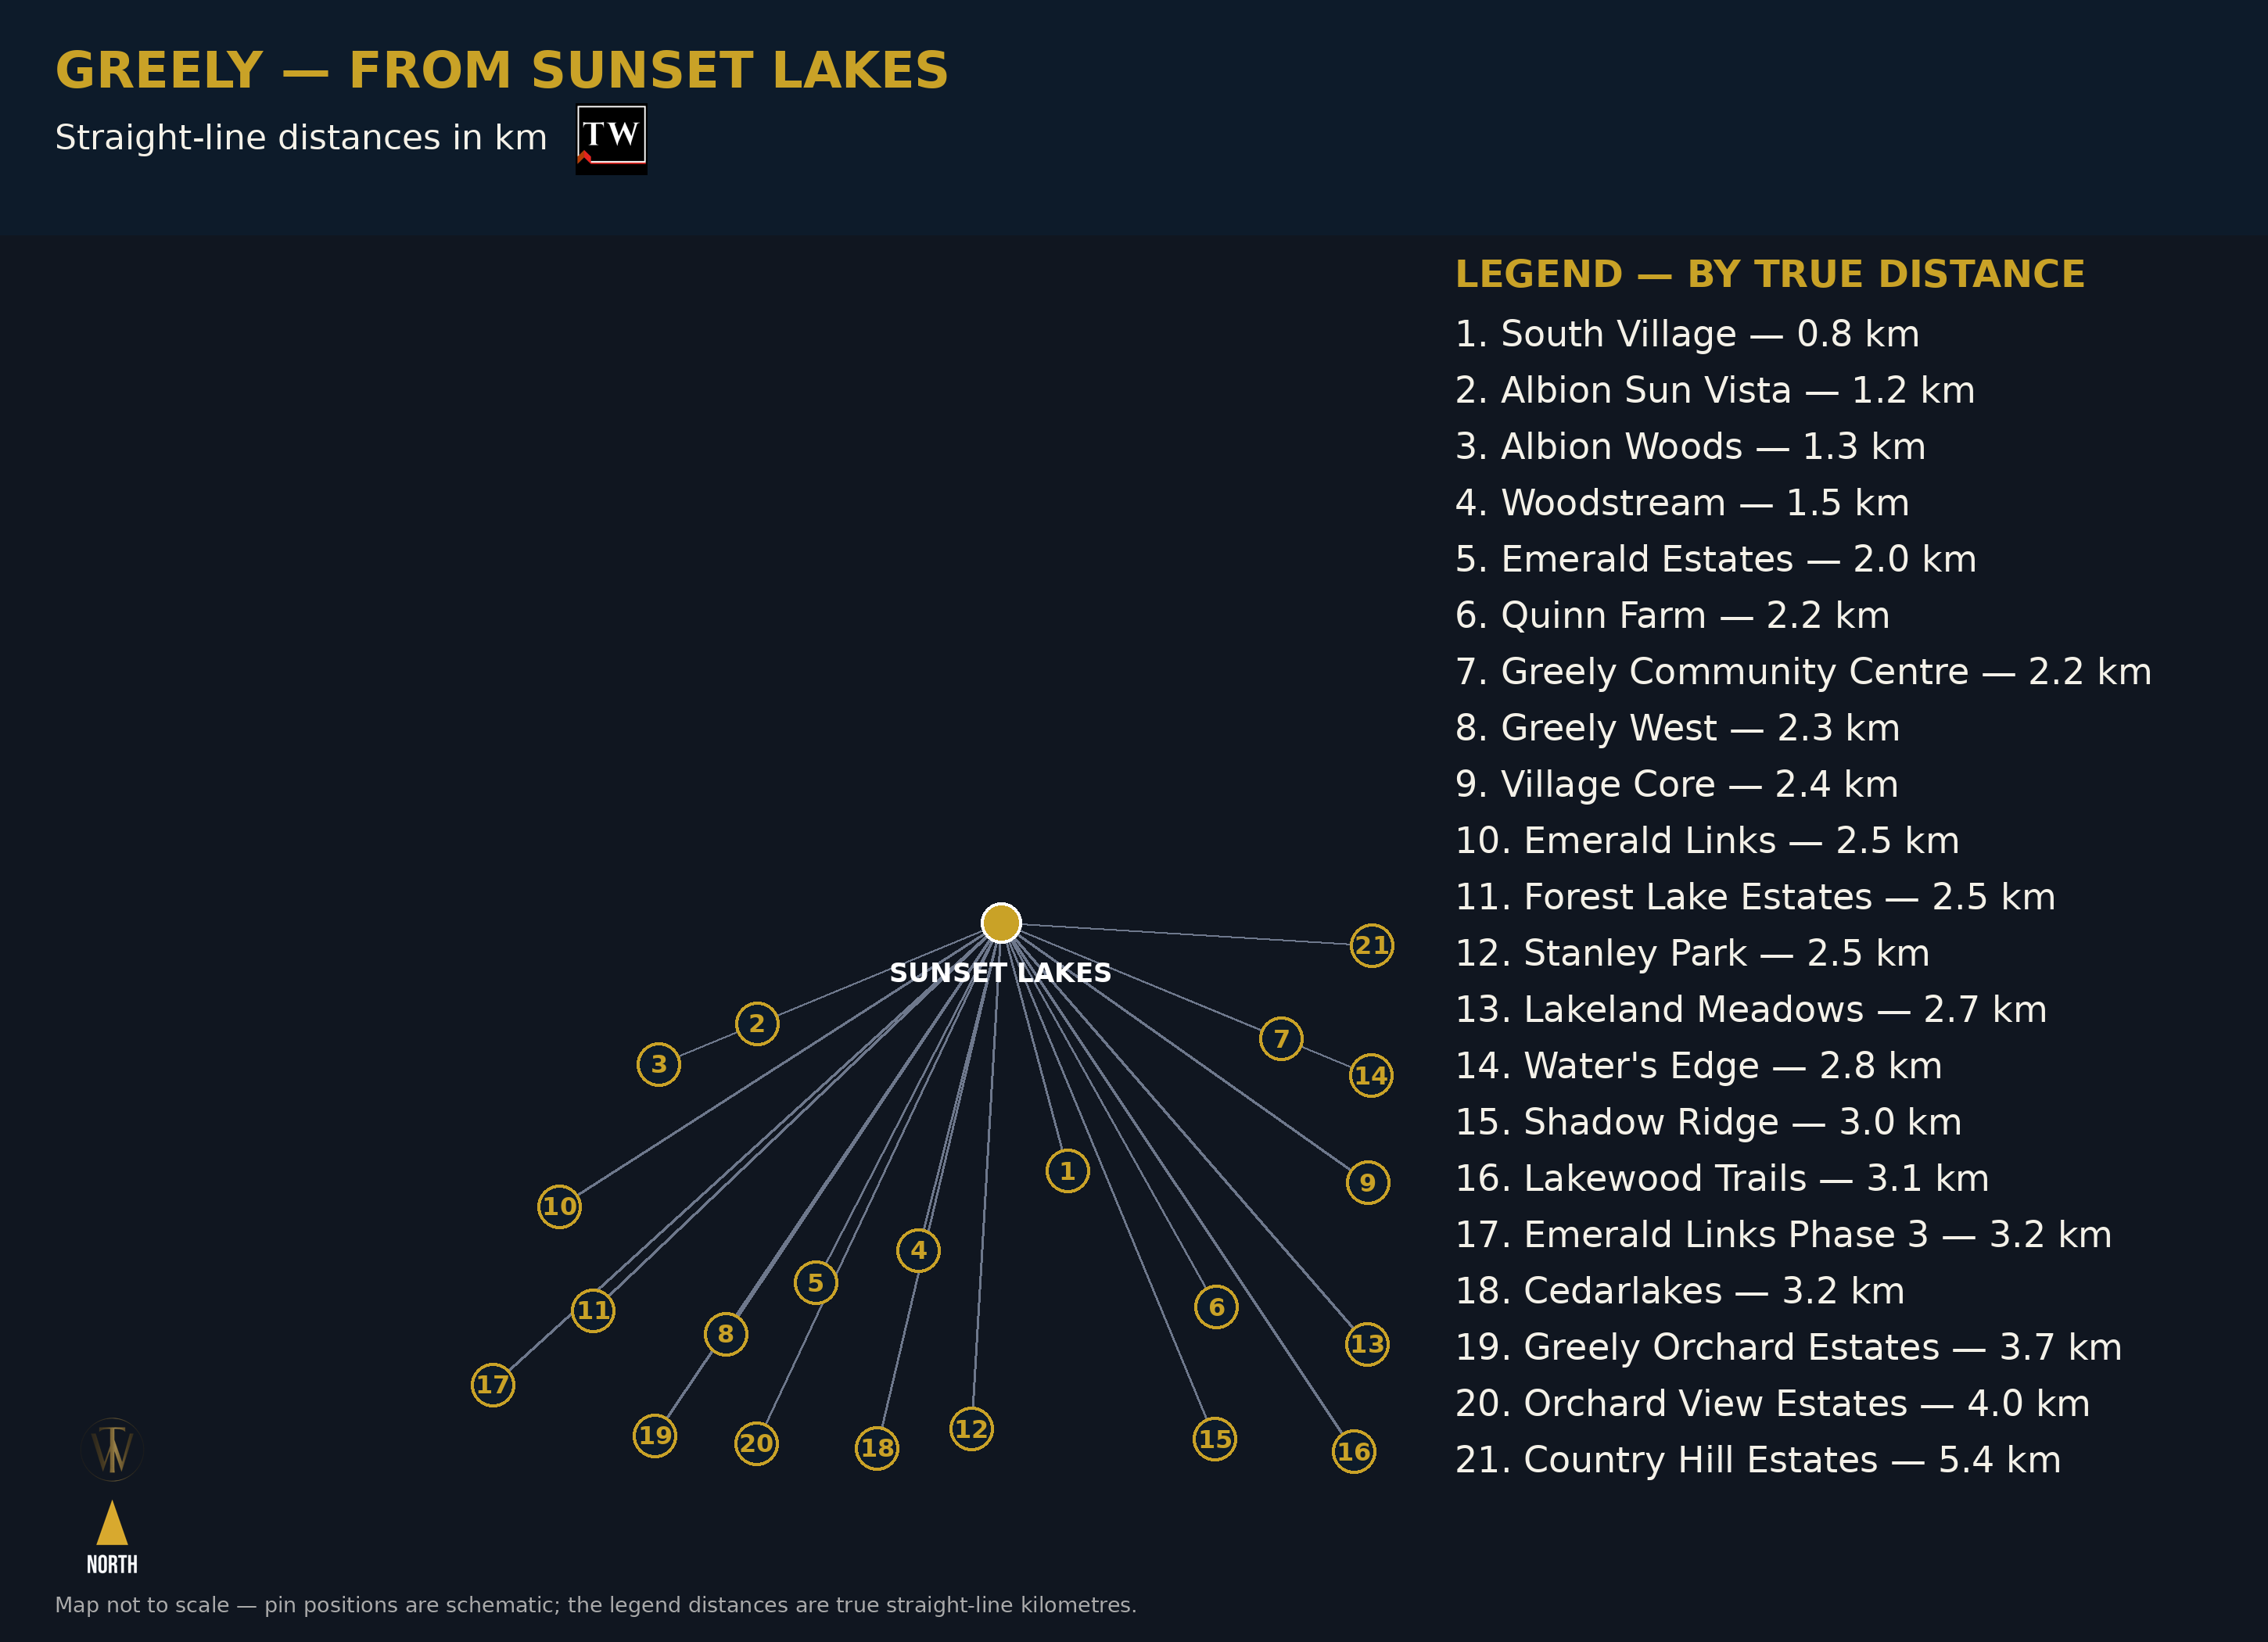 GREELY — FROM SUNSET LAKES
Straight-line distances in km
TW
LEGEND — BY TRUE DISTANCE
1. South Village — 0.8 km
2. Albion Sun Vista — 1.2 km
3. Albion Woods — 1.3 km
4. Woodstream — 1.5 km
5. Emerald Estates — 2.0 km
6. Quinn Farm — 2.2 km
7. Greely Community Centre — 2.2 km
8. Greely West — 2.3 km
9. Village Core — 2.4 km
10. Emerald Links — 2.5 km
11. Forest Lake Estates — 2.5 km
12. Stanley Park — 2.5 km
13. Lakeland Meadows — 2.7 km
14. Water's Edge — 2.8 km
15. Shadow Ridge — 3.0 km
16. Lakewood Trails — 3.1 km
17. Emerald Links Phase 3 — 3.2 km
18. Cedarlakes — 3.2 km
19. Greely Orchard Estates — 3.7 km
20. Orchard View Estates — 4.0 km
21. Country Hill Estates — 5.4 km
SUNSET LAKES
21
2
7
3
14
1
9
10
4
5
6
11
8
13
17
12
19
15
20
18
16
TW
NORTH
Map not to scale — pin positions are schematic; the legend distances are true straight-line kilometres.